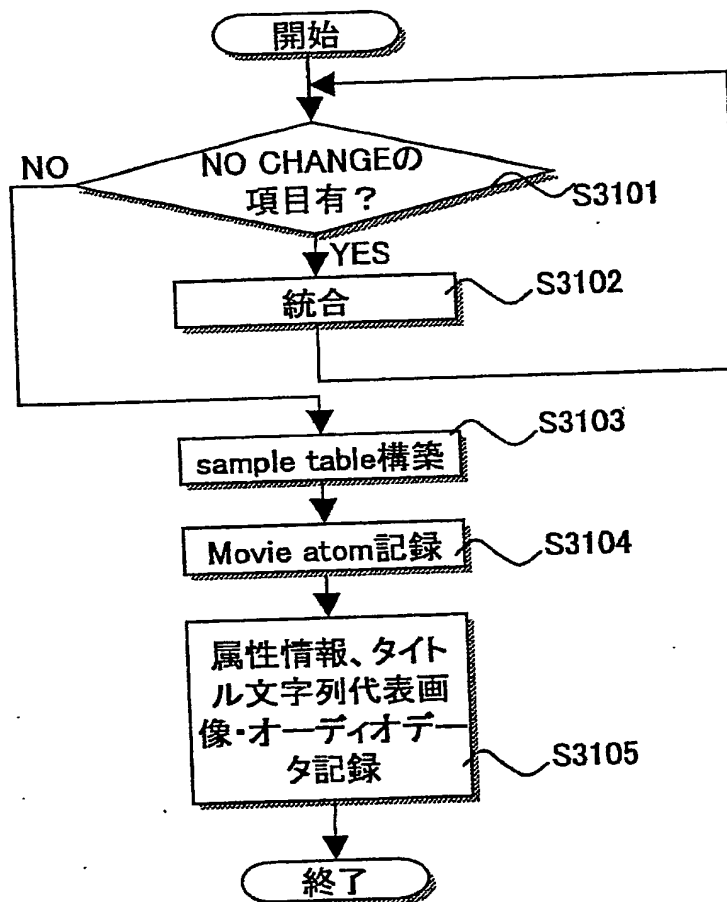 開始
NO CHANGEの
項目有？
NO
S3101
YES
統合
S3102
sample table構築
S3103
Movie atom記録
S3104
属性情報、タイト
ル文字列代表画
像・オーディオデー
タ記録
S3105
終了